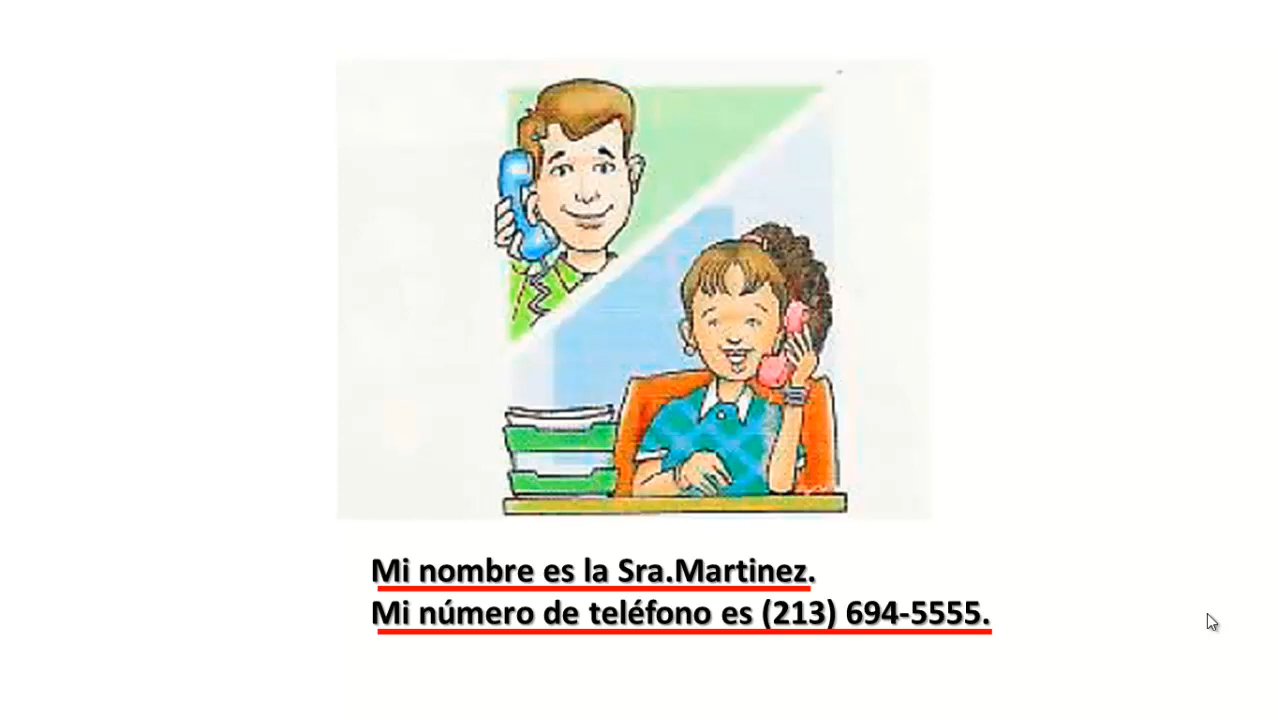 Mi nombre es la Sra.Martinez.
Mi número de teléfono es (213) 694-5555.